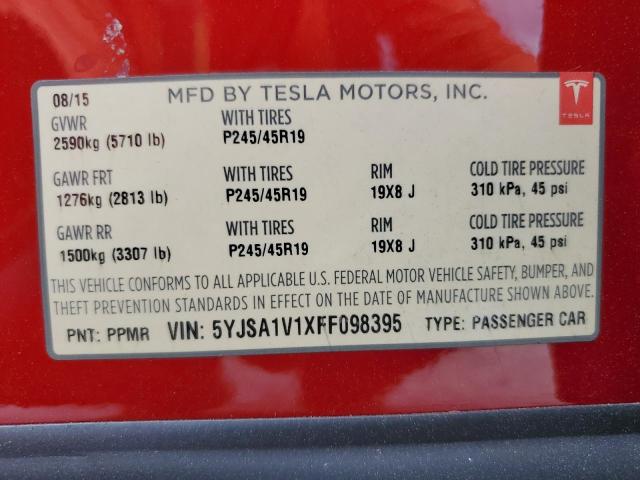 08/15 MFD BY TESLA MOTORS, INC.
TESLA
GVWR WITH TIRES
2590kg (5710 lb) P245/45R19
GAWR FRT WITH TIRES RIM COLD TIRE PRESSURE
1276kg (2813 lb) P245/45R19 19X8 J 310 kPa, 45 psi
GAWR RR WITH TIRES RIM COLD TIRE PRESSURE
1500kg (3307 lb) P245/45R19 19X8 J 310 kPa, 45 psi
THIS VEHICLE CONFORMS TO ALL APPLICABLE U.S. FEDERAL MOTOR VEHICLE SAFETY, BUMPER, AND
THEFT PREVENTION STANDARDS IN EFFECT ON THE DATE OF MANUFACTURE SHOWN ABOVE.
PNT: PPMR VIN: 5YJSA1V1XFF098395 TYPE: PASSENGER CAR